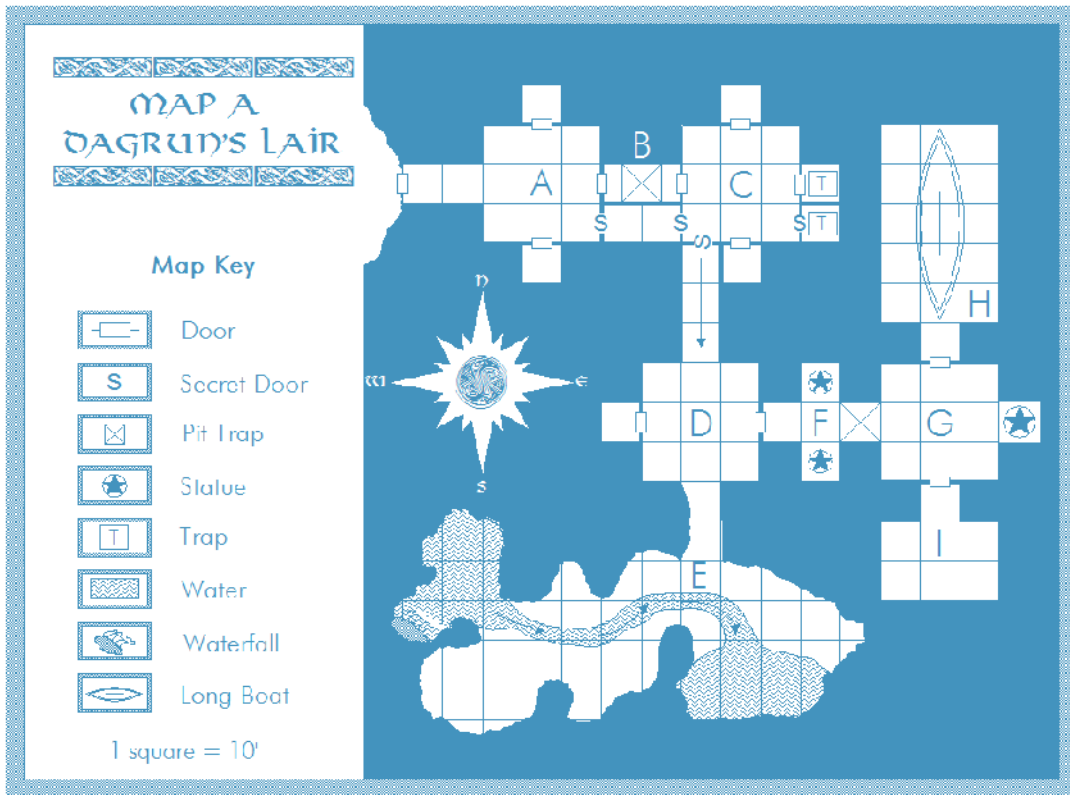 MAP A
DAGRUN'S LAIR
Map Key
Door
S Secret Door
Pit Trap
Statue
T Trap
Water
Waterfall
Long Boat
1 square = 10'
B
A
C
T
S
S
S
T
S
H
N
W
E
S
D
F
G
I
E